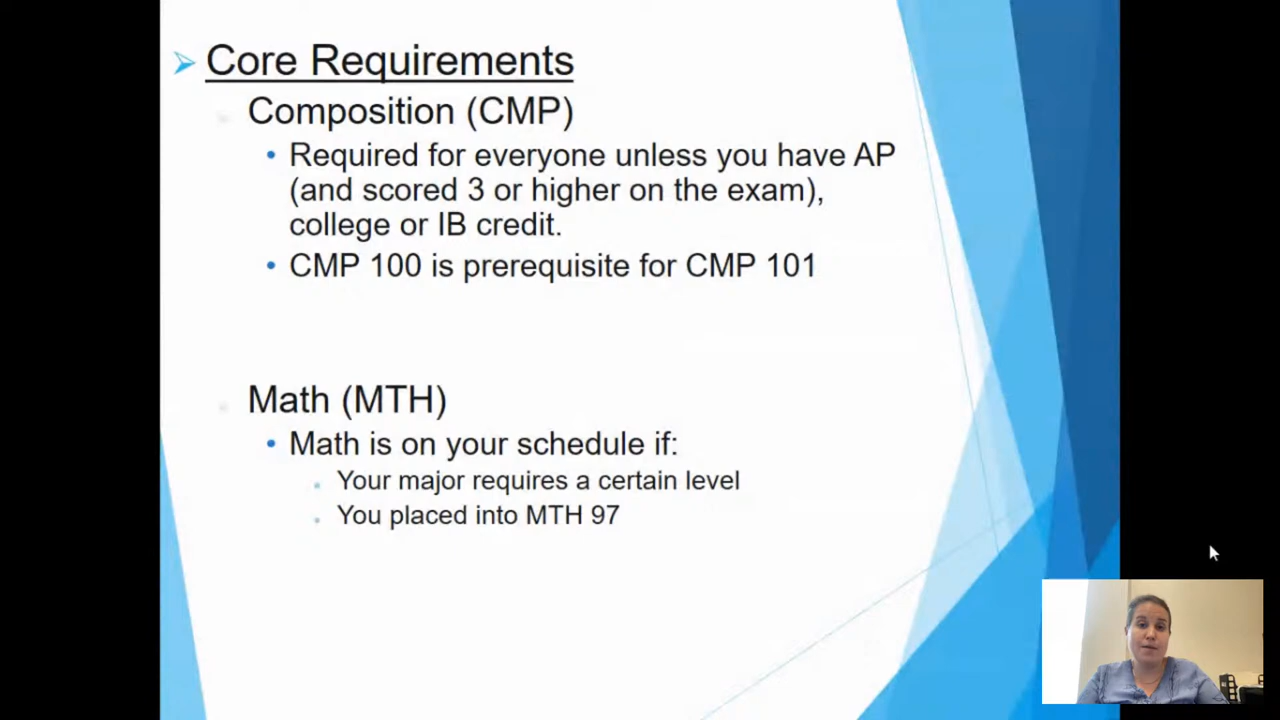 Core Requirements
Composition (CMP)
Required for everyone unless you have AP
(and scored 3 or higher on the exam),
college or IB credit.
CMP 100 is prerequisite for CMP 101
Math (MTH)
Math is on your schedule if:
Your major requires a certain level
You placed into MTH 97